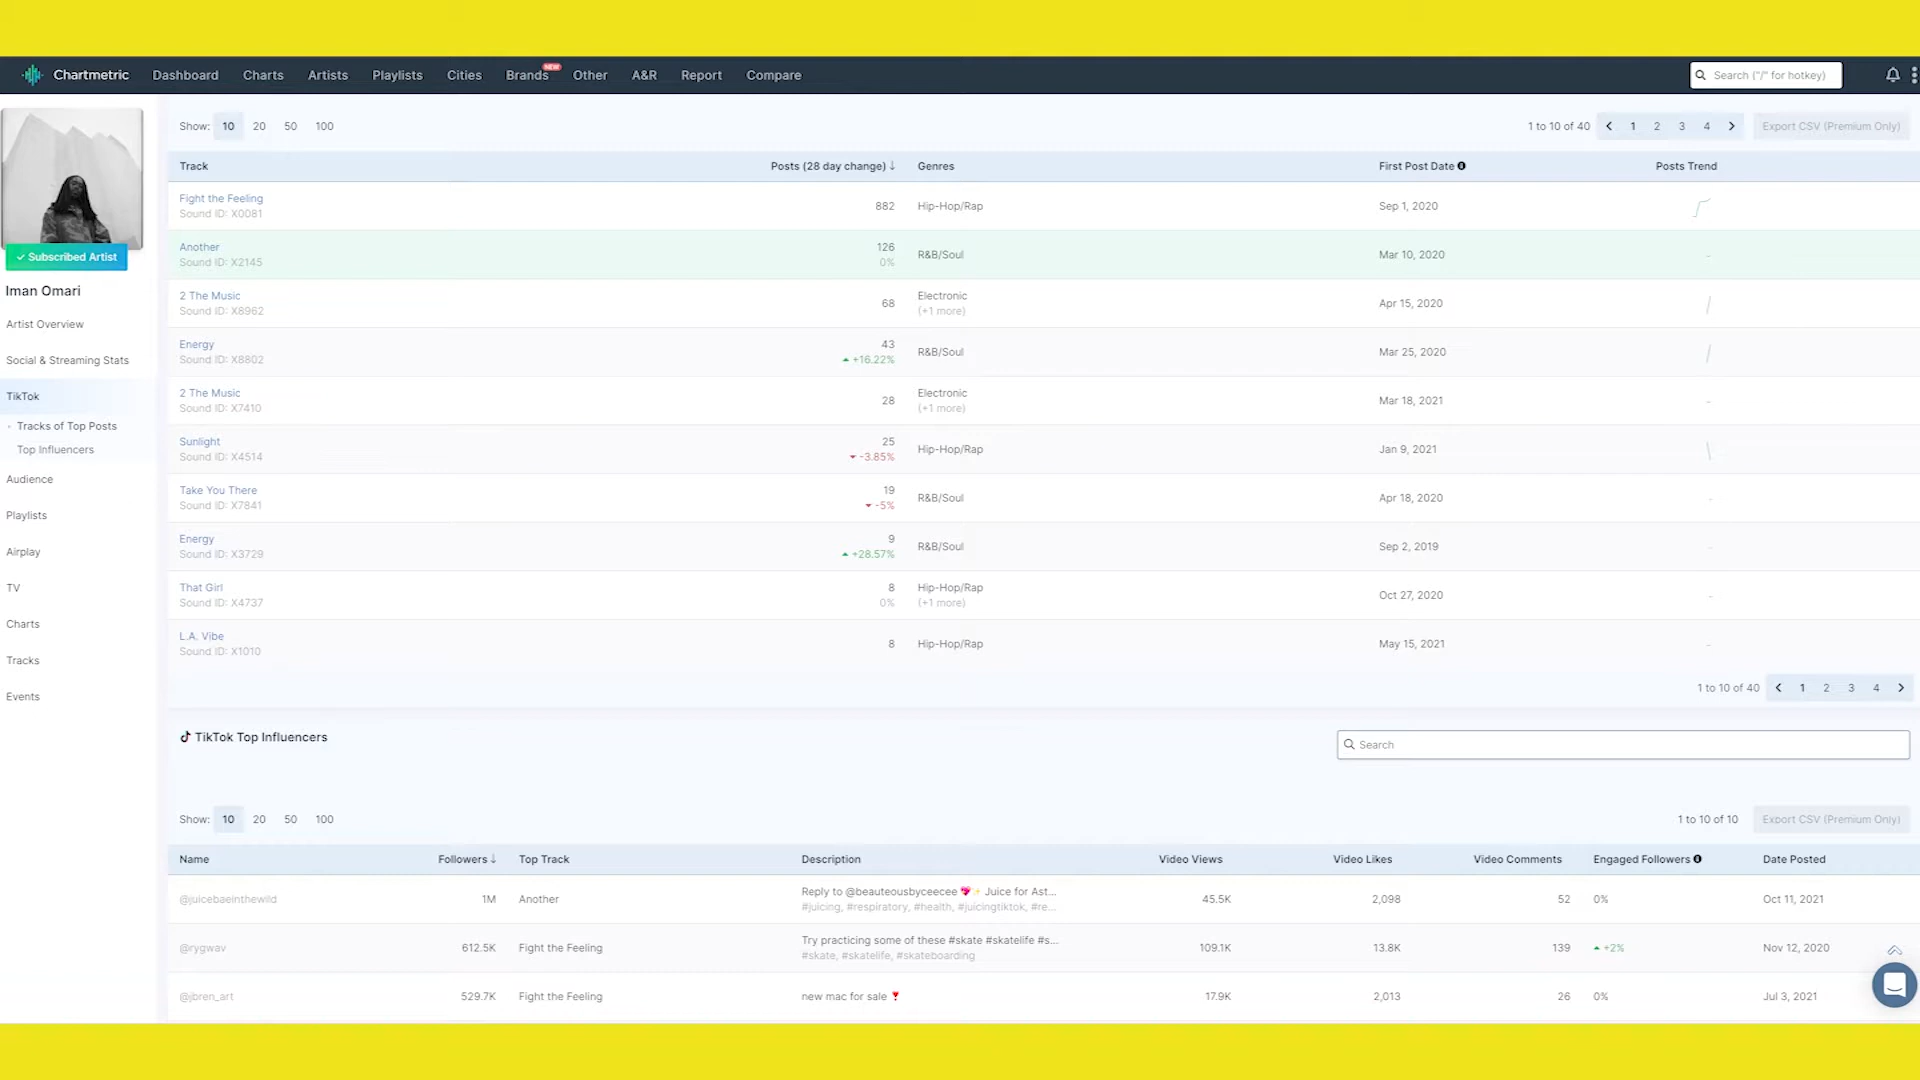 Chartmetric Dashboard Charts Artists Playlists Cities Brands NEW Other A&R Report Compare Search ("/" for hotkey)
Show: 10 20 50 100 1 to 10 of 40 1 2 3 4 Export CSV (Premium Only)
Track Posts (28 day change) ↓ Genres First Post Date Posts Trend
Fight the Feeling
Sound ID: X0081
882 Hip-Hop/Rap Sep 1, 2020
Another
Sound ID: X2145
126
0%
R&B/Soul Mar 10, 2020 -
2 The Music
Sound ID: X8962
68 Electronic
(+1 more)
Apr 15, 2020
Energy
Sound ID: X8802
43
+16.22%
R&B/Soul Mar 25, 2020
2 The Music
Sound ID: X7410
28 Electronic
(+1 more)
Mar 18, 2021 -
Sunlight
Sound ID: X4514
25
-3.85%
Hip-Hop/Rap Jan 9, 2021
Take You There
Sound ID: X7841
19
-5%
R&B/Soul Apr 18, 2020 -
Energy
Sound ID: X3729
9
+28.57%
R&B/Soul Sep 2, 2019 -
That Girl
Sound ID: X4737
8
0%
Hip-Hop/Rap
(+1 more)
Oct 27, 2020 -
L.A. Vibe
Sound ID: X1010
8 Hip-Hop/Rap May 15, 2021 -
1 to 10 of 40 1 2 3 4
✓ Subscribed Artist
Iman Omari
Artist Overview
Social & Streaming Stats
TikTok
Tracks of Top Posts
Top Influencers
Audience
Playlists
Airplay
TV
Charts
Tracks
Events
TikTok Top Influencers Search
Show: 10 20 50 100 1 to 10 of 10 Export CSV (Premium Only)
Name Followers ↓ Top Track Description Video Views Video Likes Video Comments Engaged Followers Date Posted
@juicebaeinthewild 1M Another Reply to @beauteousbyceecee 💖✨ Juice for Ast...
#juicing, #respiratory, #health, #juicingtiktok, #re...
45.5K 2,098 52 0% Oct 11, 2021
@rygwav 612.5K Fight the Feeling Try practicing some of these #skate #skatelife #s...
#skate, #skatelife, #skateboarding
109.1K 13.8K 139 +2% Nov 12, 2020
@jbren_art 529.7K Fight the Feeling new mac for sale ❣ 17.9K 2,013 26 0% Jul 3, 2021